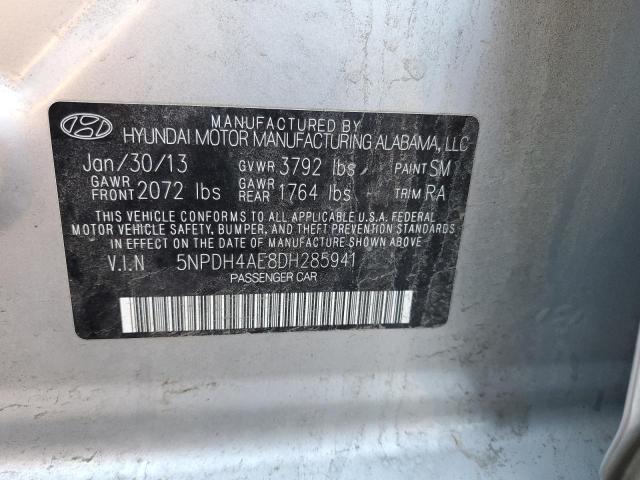 MANUFACTURED BY
HYUNDAI MOTOR MANUFACTURING ALABAMA, LLC
Jan/30/13 GVWR 3792 lbs PAINT SM
GAWR FRONT 2072 lbs GAWR REAR 1764 lbs TRIM RA
THIS VEHICLE CONFORMS TO ALL APPLICABLE U.S.A. FEDERAL
MOTOR VEHICLE SAFETY, BUMPER, AND THEFT PREVENTION STANDARDS
IN EFFECT ON THE DATE OF MANUFACTURE SHOWN ABOVE.
V.I.N 5NPDH4AE8DH285941
PASSENGER CAR